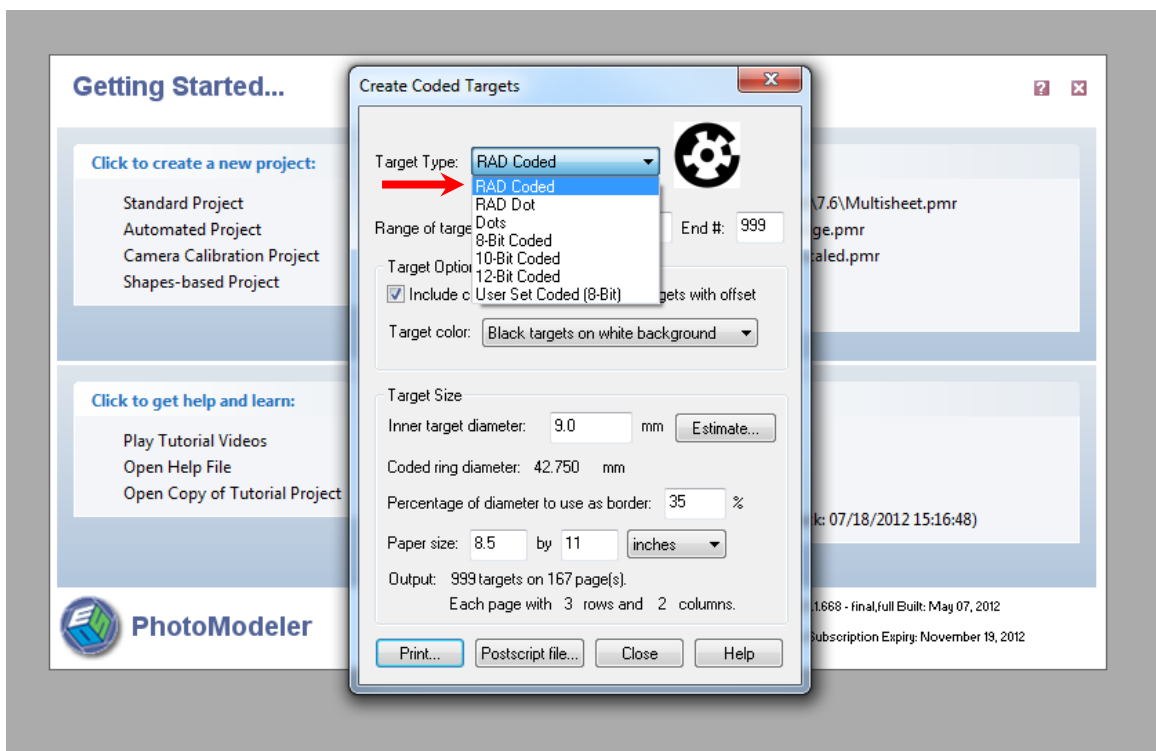 Getting Started...
Click to create a new project:
Standard Project
Automated Project
Camera Calibration Project
Shapes-based Project
Click to get help and learn:
Play Tutorial Videos
Open Help File
Open Copy of Tutorial Project
PhotoModeler
Create Coded Targets
Target Type: RAD Coded
RAD Coded
RAD Dot
Dots
8-Bit Coded
10-Bit Coded
12-Bit Coded
User Set Coded (8-Bit)
Range of targe End #: 999
Target Option
Include c gets with offset
Target color: Black targets on white background
Target Size
Inner target diameter: 9.0 mm Estimate...
Coded ring diameter: 42.750 mm
Percentage of diameter to use as border: 35 %
Paper size: 8.5 by 11 inches
Output: 999 targets on 167 page(s).
Each page with 3 rows and 2 columns.
Print... Postscript file... Close Help
\7.6\Multisheet.pmr
ge.pmr
caled.pmr
k: 07/18/2012 15:16:48)
.1.668 - final,full Built: May 07, 2012
Subscription Expiry: November 19, 2012